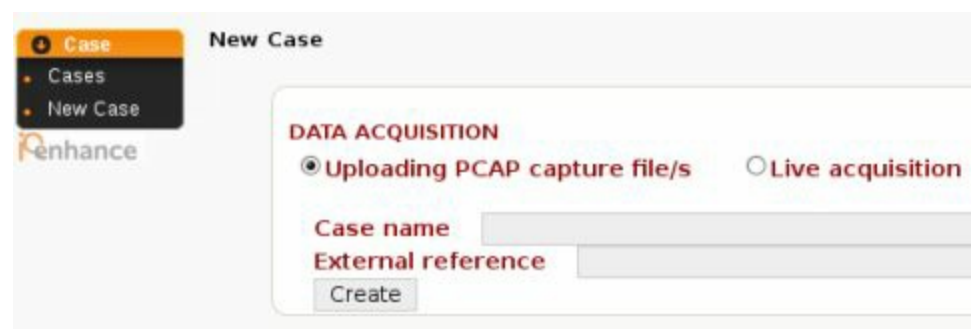 Case
Cases
New Case
iPenhance
New Case
DATA ACQUISITION
Uploading PCAP capture file/s Live acquisition
Case name
External reference
Create